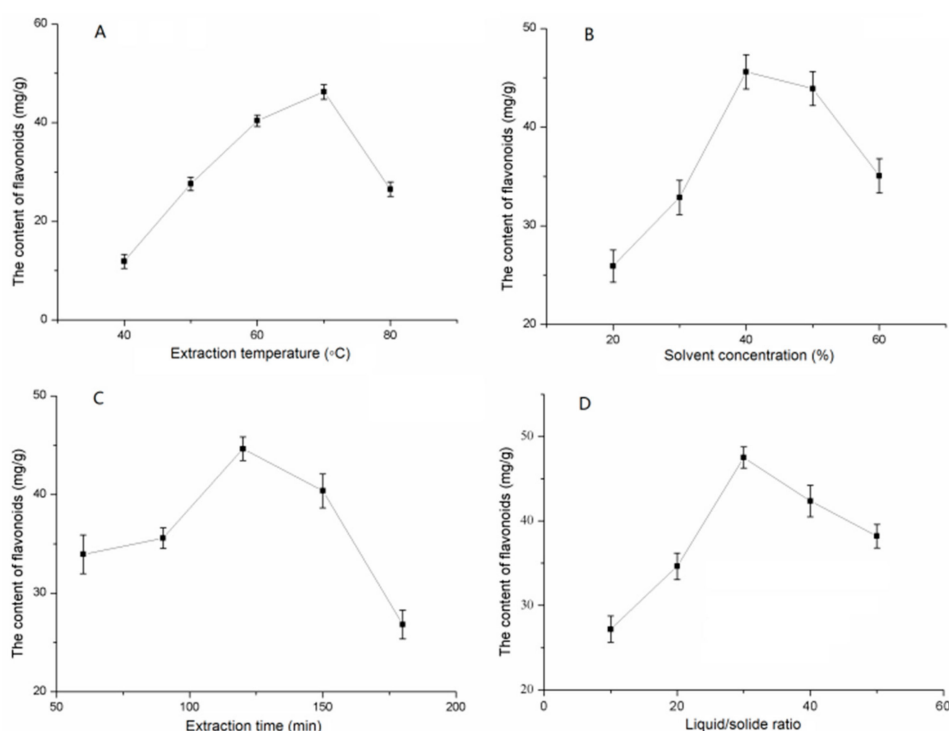 A
The content of flavonoids (mg/g)
60
40
20
0
40
60
80
Extraction temperature (◦C)
B
The content of flavonoids (mg/g)
50
40
30
20
20
40
60
Solvent concentration (%)
C
The content of flavonoids (mg/g)
50
40
30
20
50
100
150
200
Extraction time (min)
D
The content of flavonoids (mg/g)
50
40
30
20
0
20
40
60
Liquid/solide ratio